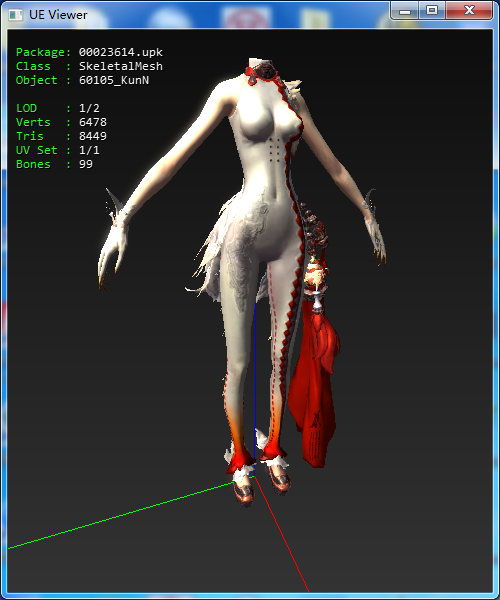 UE Viewer
Package: 00023614.upk
Class : SkeletalMesh
Object : 60105_KunN
LOD : 1/2
Verts : 6478
Tris : 8449
UV Set : 1/1
Bones : 99